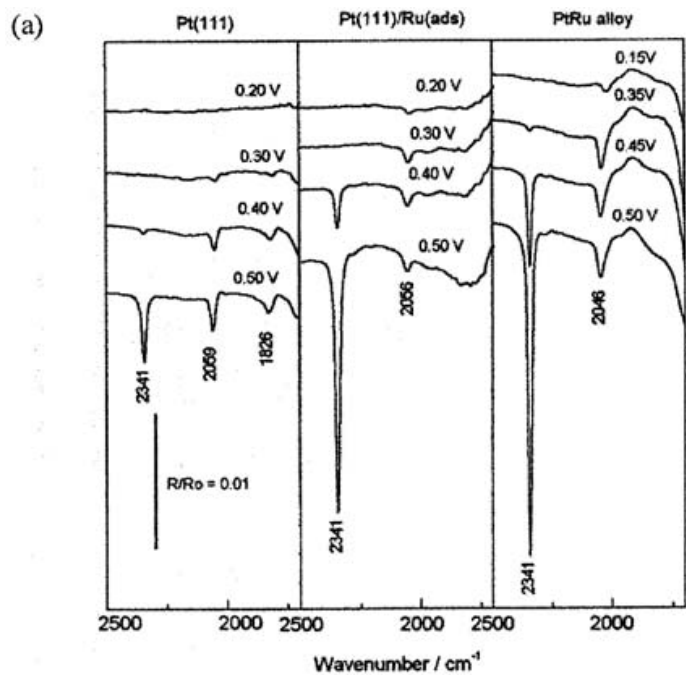 (a)
Pt(111)
Pt(111)/Ru(ads)
PtRu alloy
0.20 V
0.30 V
0.40 V
0.50 V
2341
2059
1826
R/Ro = 0.01
0.20 V
0.30 V
0.40 V
0.50 V
2056
2341
0.15V
0.35V
0.45V
0.50 V
2046
2341
2500 2000 2500 2000 2500 2000
Wavenumber / cm⁻¹